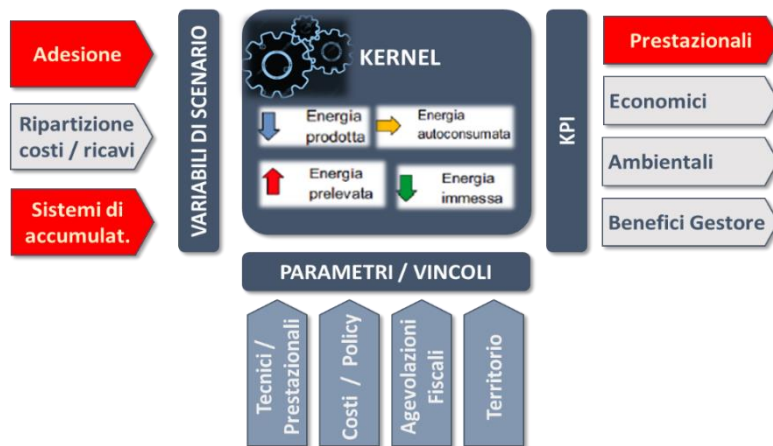 Adesione
Ripartizione
costi / ricavi
Sistemi di
accumulat.
VARIABILI DI SCENARIO
KERNEL
Energia
prodotta
Energia
autoconsumata
Energia
prelevata
Energia
immessa
KPI
Prestazionali
Economici
Ambientali
Benefici Gestore
PARAMETRI / VINCOLI
Tecnici /
Prestazionali
Costi / Policy
Agevolazioni
Fiscali
Territorio